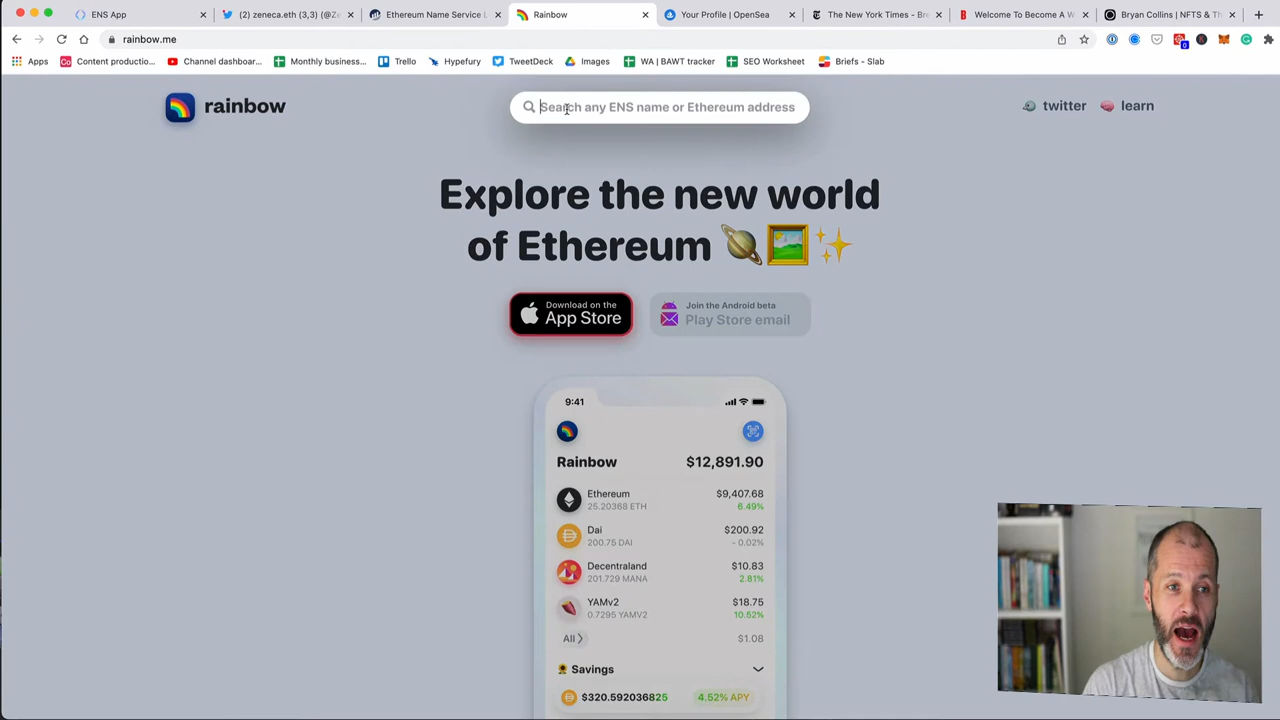 ENS App
(2) zeneca.eth (3,3) (@Ze
Ethereum Name Service L
Rainbow
Your Profile | OpenSea
The New York Times - Bre
Welcome To Become A W
Bryan Collins | NFTS & Th
rainbow.me
0
Apps
Content productio...
Channel dashboar...
Monthly business...
Trello
Hypefury
TweetDeck
Images
WA | BAWT tracker
SEO Worksheet
Briefs - Slab
rainbow
Search any ENS name or Ethereum address
twitter
learn
Explore the new world
of Ethereum
Download on the
App Store
Join the Android beta
Play Store email
9:41
Rainbow
$12,891.90
Ethereum
$9,407.68
25.20368 ETH
6.49%
Dai
$200.92
200.75 DAI
- 0.02%
Decentraland
$10.83
201.729 MANA
2.81%
YAMv2
$18.75
0.7295 YAMV2
10.52%
All
$1.08
Savings
$320.592036825
4.52% APY